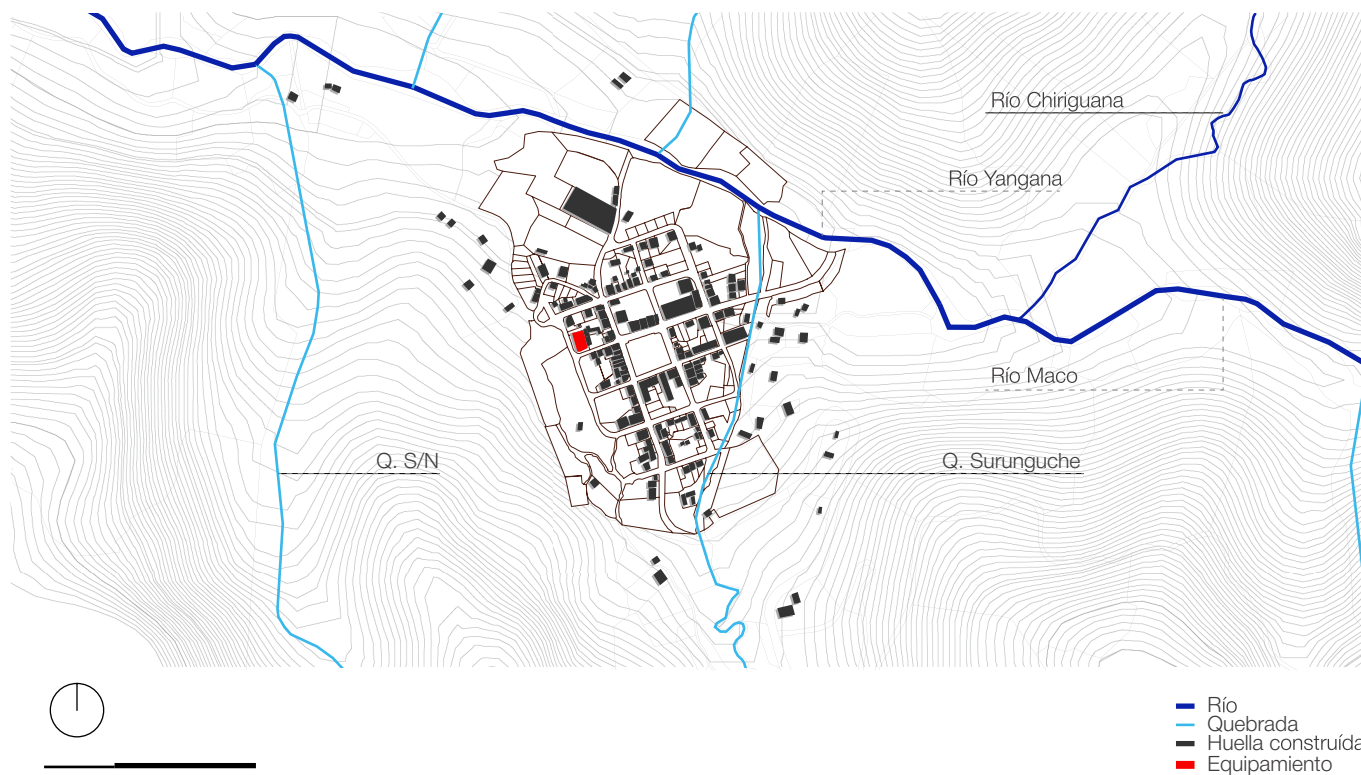 Río Chiriguana
Río Yangana
Río Maco
Q. S/N
Q. Surunguche
Río
Quebrada
Huella construída
Equipamiento